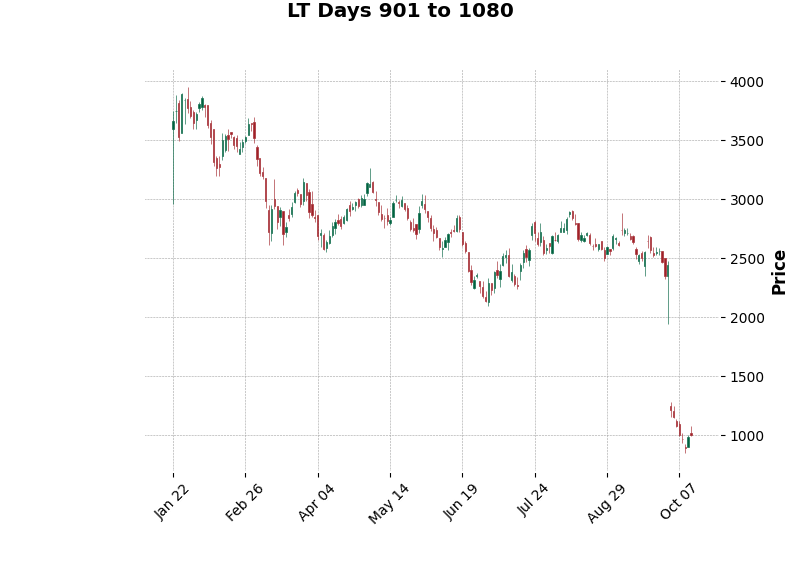 LT Days 901 to 1080
4000
3500
3000
2500
2000
1500
1000
Price
Jan 22
Feb 26
Apr 04
May 14
Jun 19
Jul 24
Aug 29
Oct 07